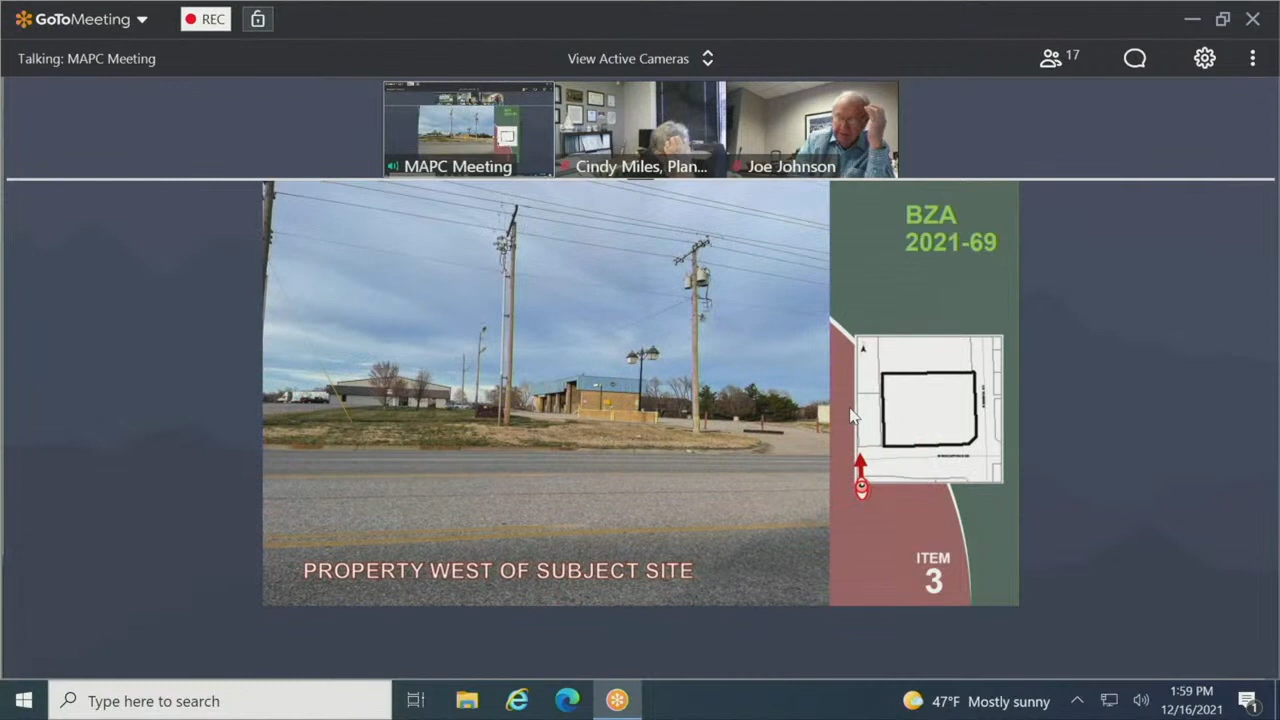 GoToMeeting
REC
Talking: MAPC Meeting
View Active Cameras
17
MAPC Meeting
Cindy Miles, Plan...
Joe Johnson
BZA
2021-69
PROPERTY WEST OF SUBJECT SITE
ITEM
3
Type here to search
47°F Mostly sunny
1:59 PM
12/16/2021
1